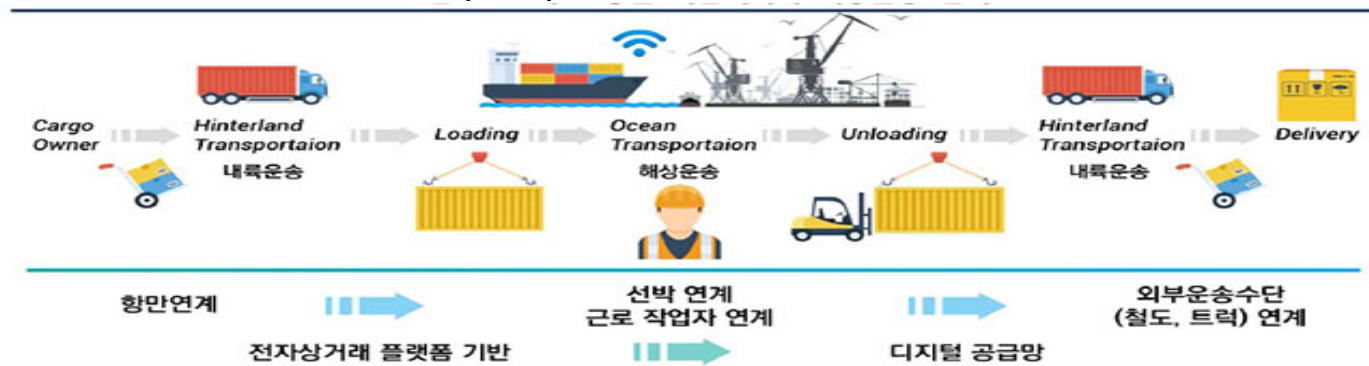 Cargo
Owner
Hinterland
Transportaion
내륙운송
Loading
Ocean
Transportaion
해상운송
Unloading
Hinterland
Transportaion
내륙운송
Delivery
항만연계
선박 연계
근로 작업자 연계
외부운송수단
(철도, 트럭) 연계
전자상거래 플랫폼 기반
디지털 공급망